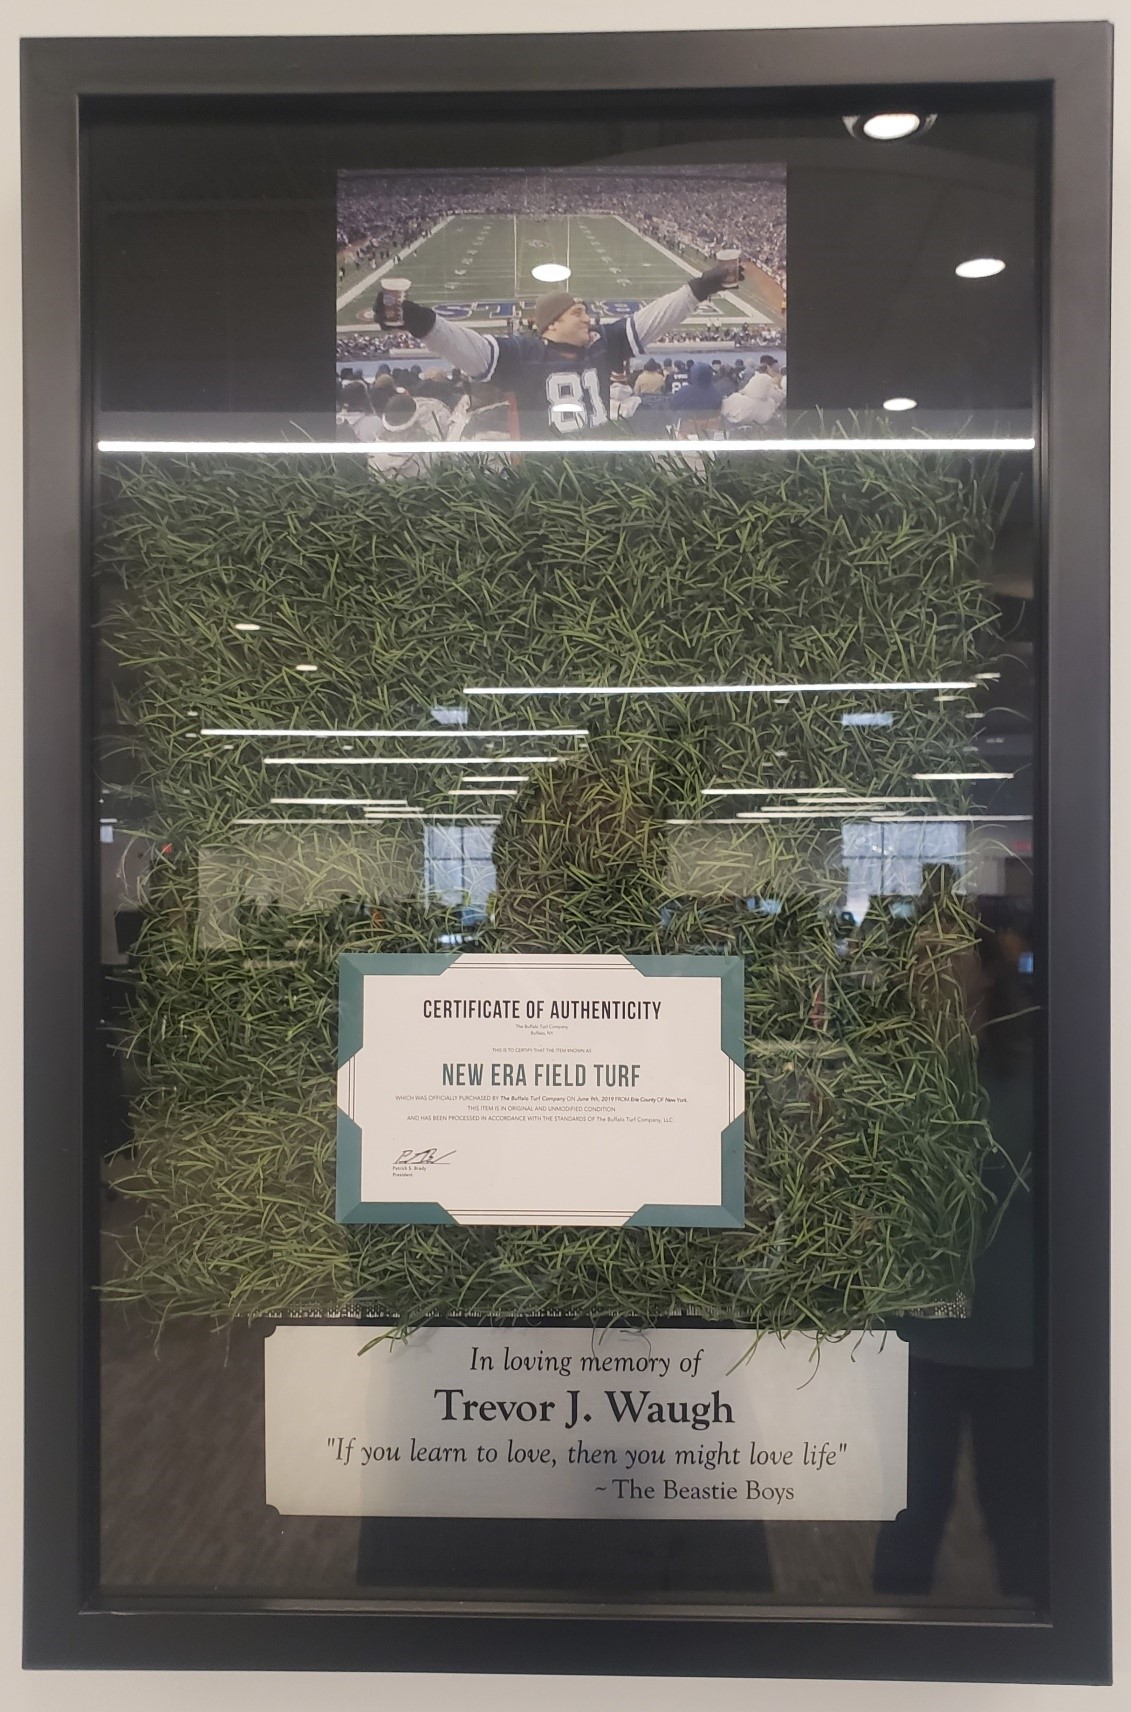 BILLS
81
CERTIFICATE OF AUTHENTICITY
The Buffalo Turf Company
Buffalo, NY
THIS IS TO CERTIFY THAT THE ITEM KNOWN AS
NEW ERA FIELD TURF
WHICH WAS OFFICIALLY PURCHASED BY The Buffalo Turf Company ON June 9th, 2019 FROM Erie County OF New York.
THIS ITEM IS IN ORIGINAL AND UNMODIFIED CONDITION
AND HAS BEEN PROCESSED IN ACCORDANCE WITH THE STANDARDS OF The Buffalo Turf Company, LLC.
Patrick S. Brady
President
In loving memory of
Trevor J. Waugh
"If you learn to love, then you might love life"
~ The Beastie Boys